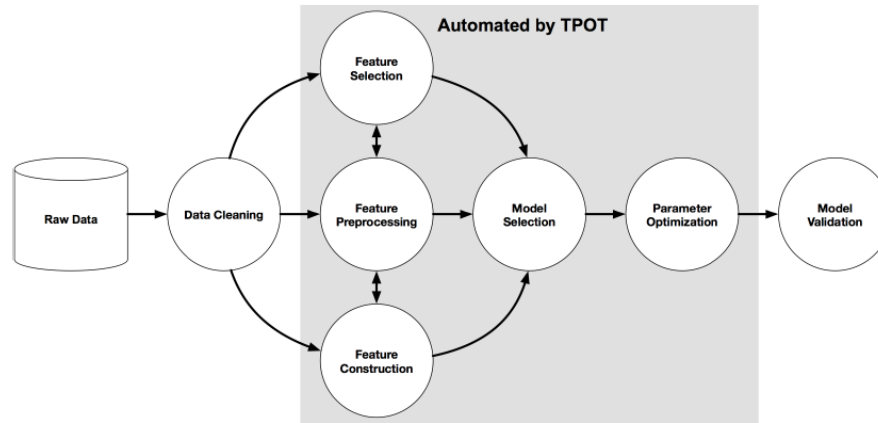 Automated by TPOT
Feature
Selection
Raw Data
Data Cleaning
Feature
Preprocessing
Model
Selection
Parameter
Optimization
Model
Validation
Feature
Construction